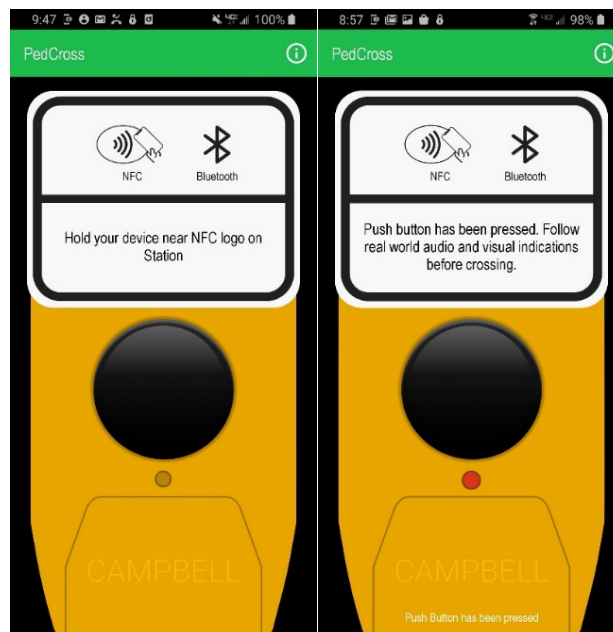 9:47
100%
PedCross
NFC
Bluetooth
Hold your device near NFC logo on
Station
CAMPBELL
8:57
98%
PedCross
NFC
Bluetooth
Push button has been pressed. Follow
real world audio and visual indications
before crossing.
CAMPBELL
Push Button has been pressed